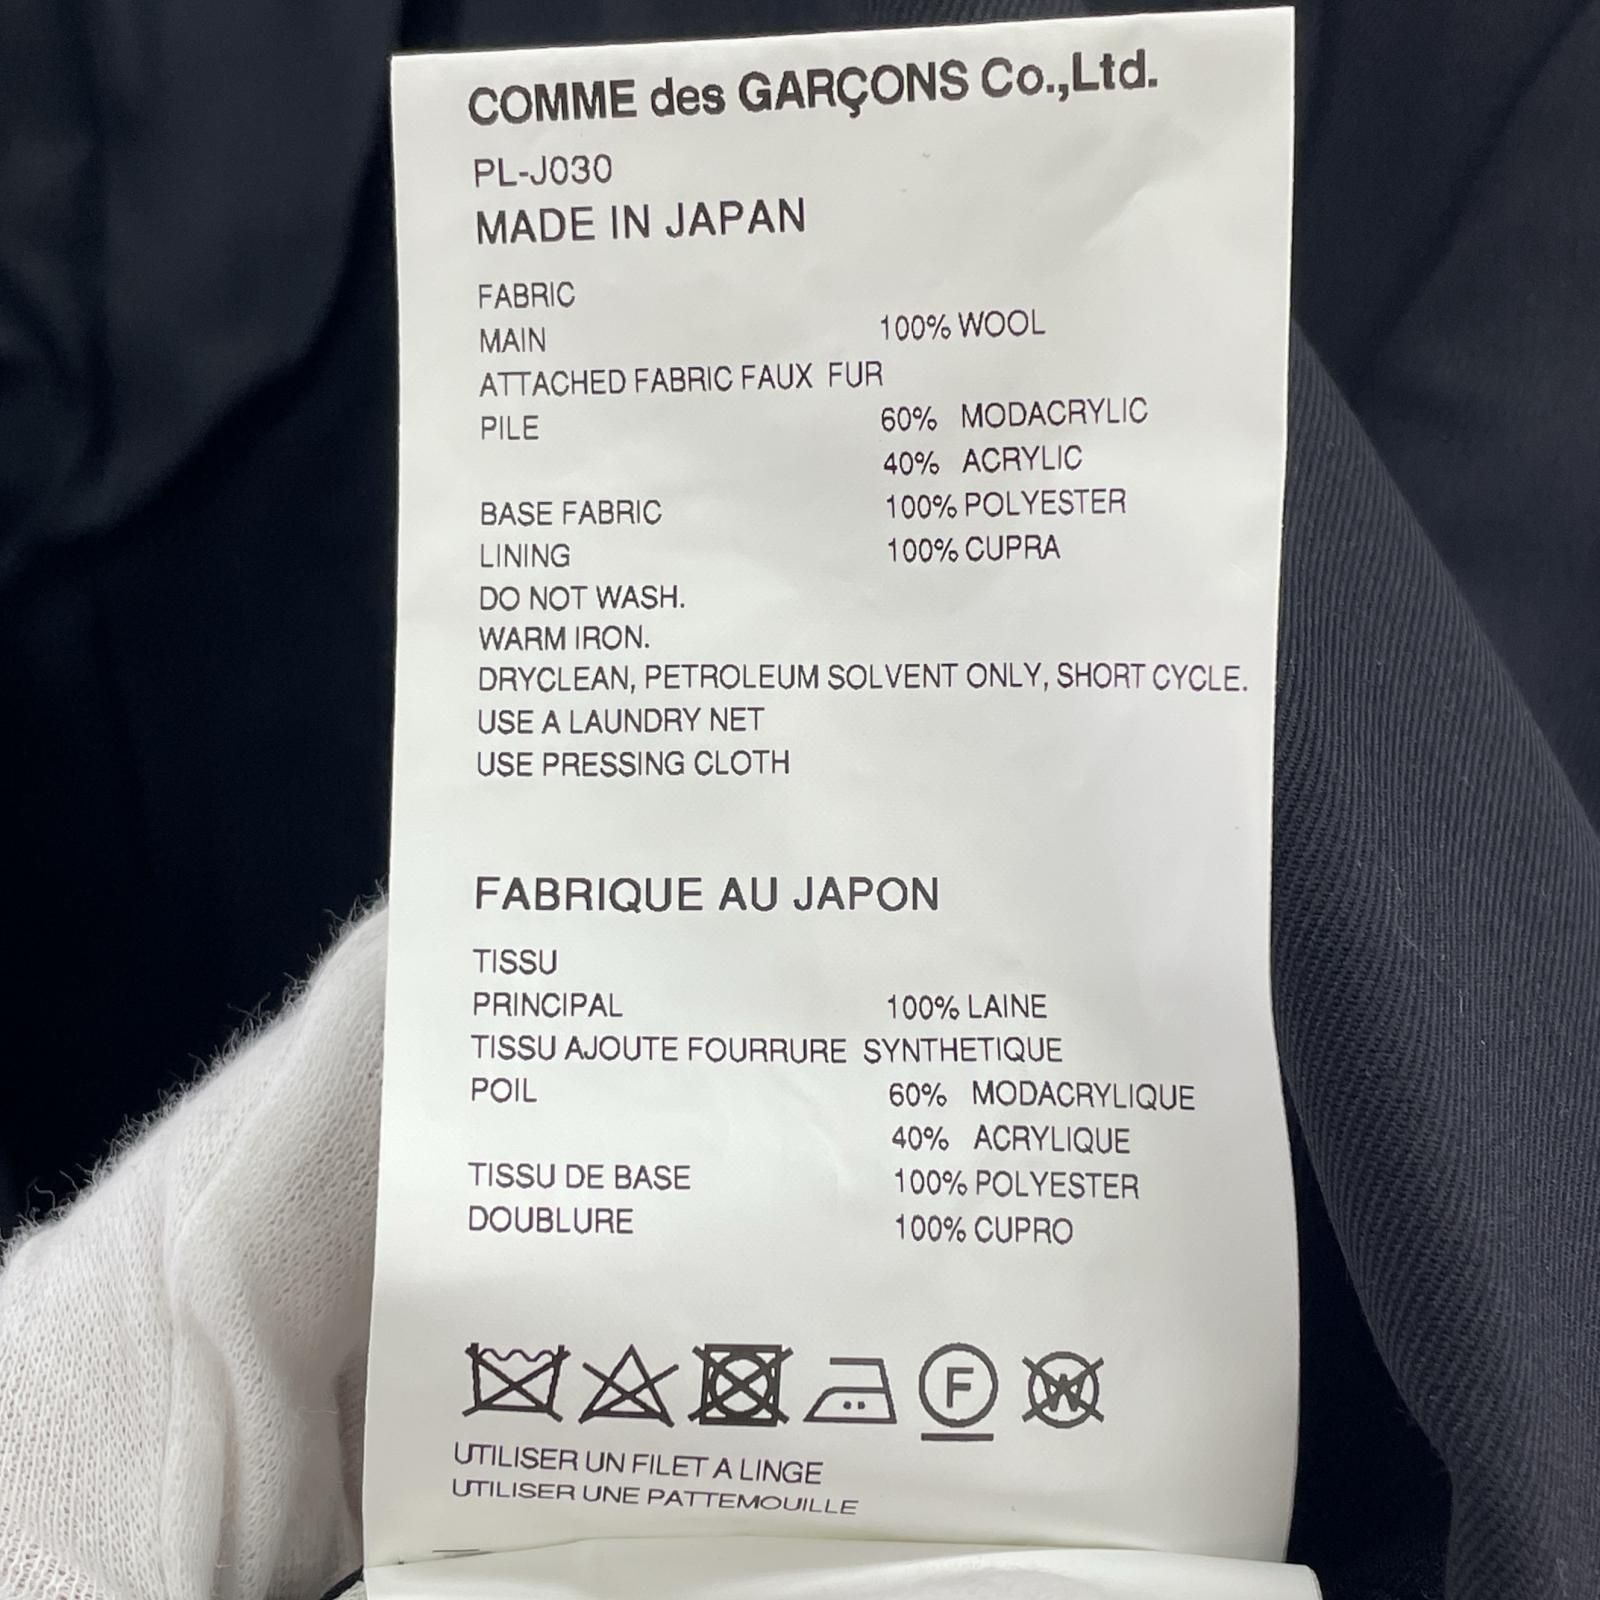 COMME des GARÇONS Co.,Ltd.
PL-J030
MADE IN JAPAN
FABRIC
MAIN 100% WOOL
ATTACHED FABRIC FAUX FUR
PILE 60% MODACRYLIC
40% ACRYLIC
BASE FABRIC 100% POLYESTER
LINING 100% CUPRA
DO NOT WASH.
WARM IRON.
DRYCLEAN, PETROLEUM SOLVENT ONLY, SHORT CYCLE.
USE A LAUNDRY NET
USE PRESSING CLOTH
FABRIQUE AU JAPON
TISSU
PRINCIPAL 100% LAINE
TISSU AJOUTE FOURRURE SYNTHETIQUE
POIL 60% MODACRYLIQUE
40% ACRYLIQUE
TISSU DE BASE 100% POLYESTER
DOUBLURE 100% CUPRO
F W
UTILISER UN FILET A LINGE
UTILISER UNE PATTEMOUILLE